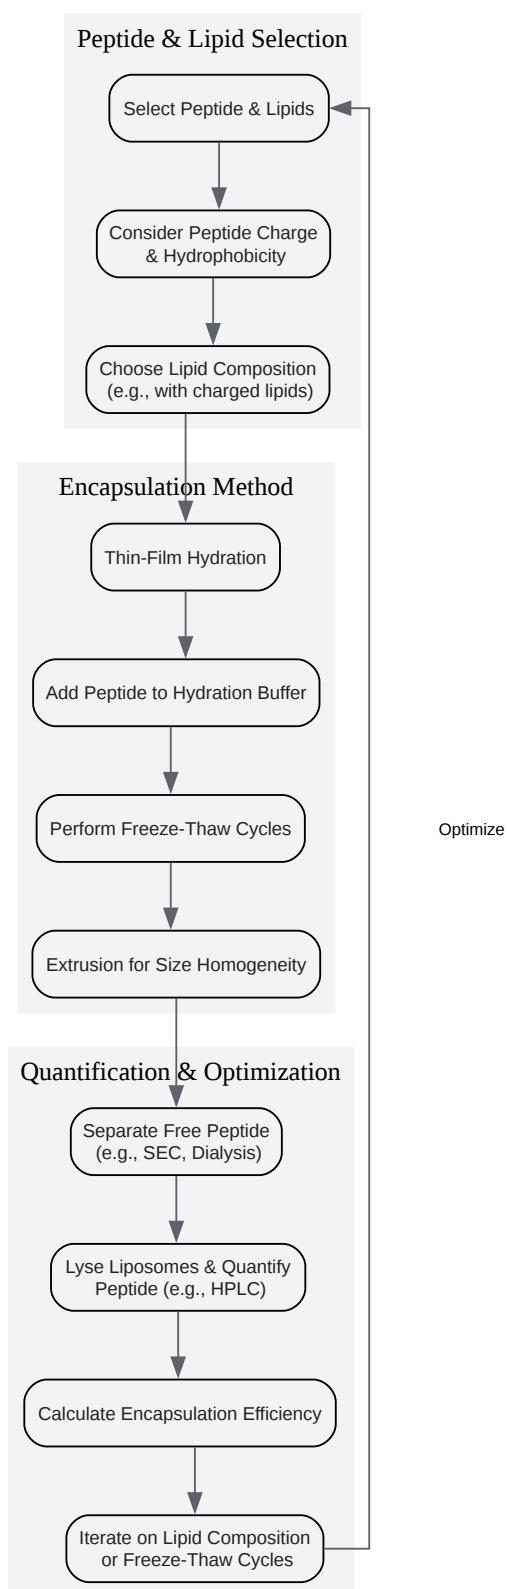 Peptide & Lipid Selection
Select Peptide & Lipids
Consider Peptide Charge
& Hydrophobicity
Choose Lipid Composition
(e.g., with charged lipids)
Encapsulation Method
Thin-Film Hydration
Add Peptide to Hydration Buffer
Perform Freeze-Thaw Cycles
Optimize
Extrusion for Size Homogeneity
Quantification & Optimization
Separate Free Peptide
(e.g., SEC, Dialysis)
Lyse Liposomes & Quantify
Peptide (e.g., HPLC)
Calculate Encapsulation Efficiency
Iterate on Lipid Composition
or Freeze-Thaw Cycles